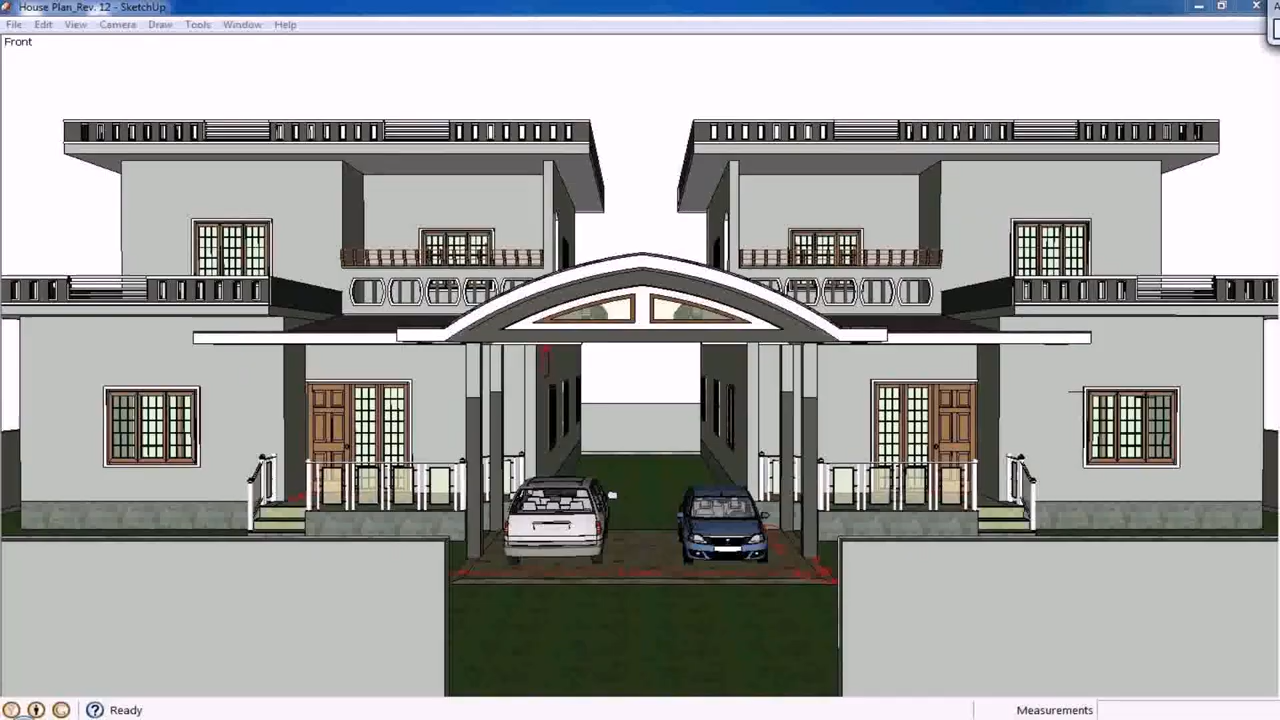 House Plan_Rev. 12 - SketchUp
File Edit View Camera Draw Tools Window Help
Front
Ready
Measurements